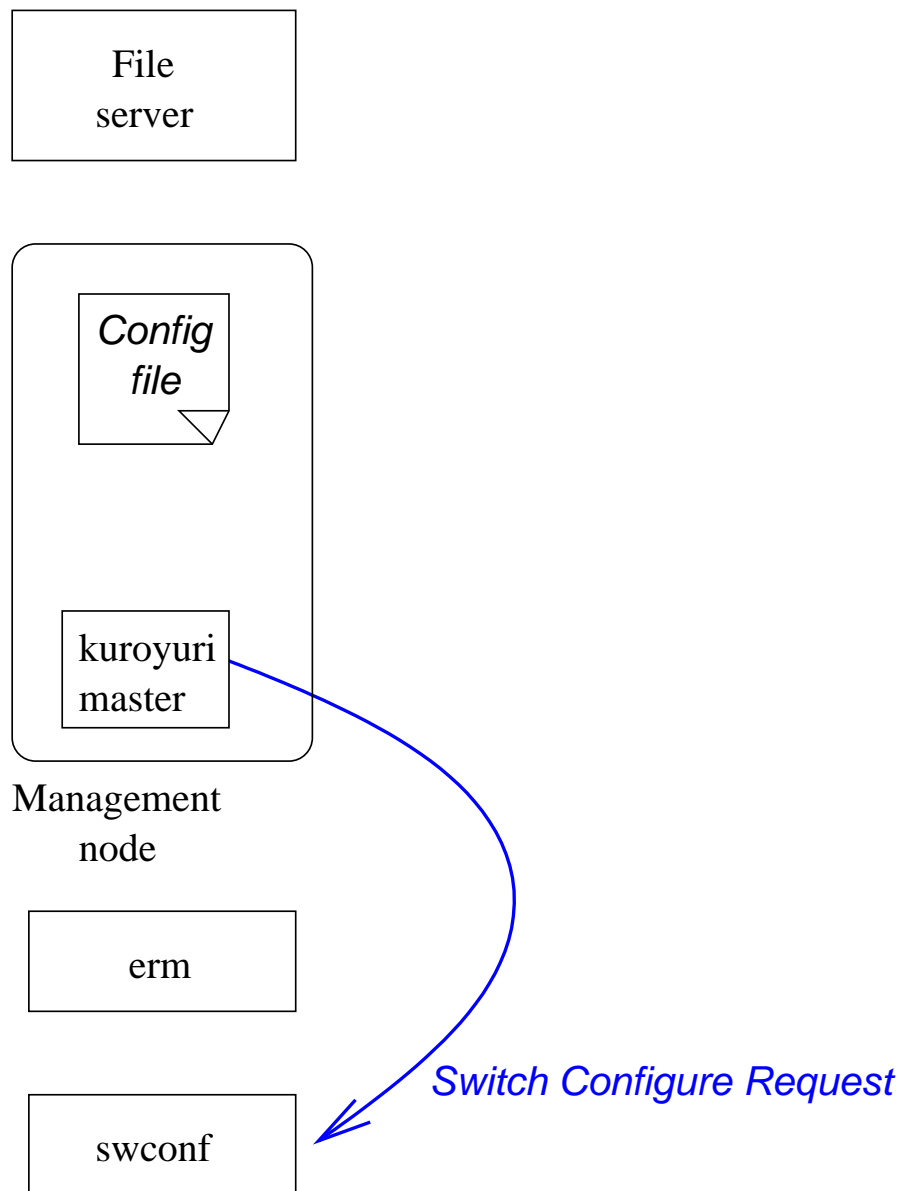 File
server
Config
file
kuroyuri
master
Management
node
erm
Switch Configure Request
swconf